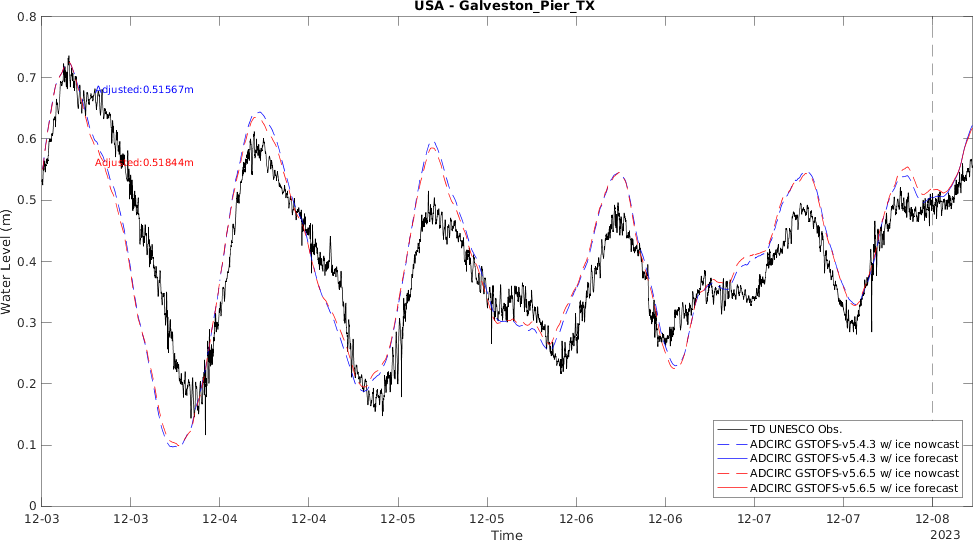 USA - Galveston_Pier_TX
0.8
0.7
0.6
0.5
0.4
0.3
0.2
0.1
0
Water Level (m)
Adjusted:0.51567m
Adjusted:0.51844m
TD UNESCO Obs.
ADCIRC GSTOFS-v5.4.3 w/ ice nowcast
ADCIRC GSTOFS-v5.4.3 w/ ice forecast
ADCIRC GSTOFS-v5.6.5 w/ ice nowcast
ADCIRC GSTOFS-v5.6.5 w/ ice forecast
12-03 12-03 12-04 12-04 12-05 12-05 12-06 12-06 12-07 12-07 12-08
2023
Time